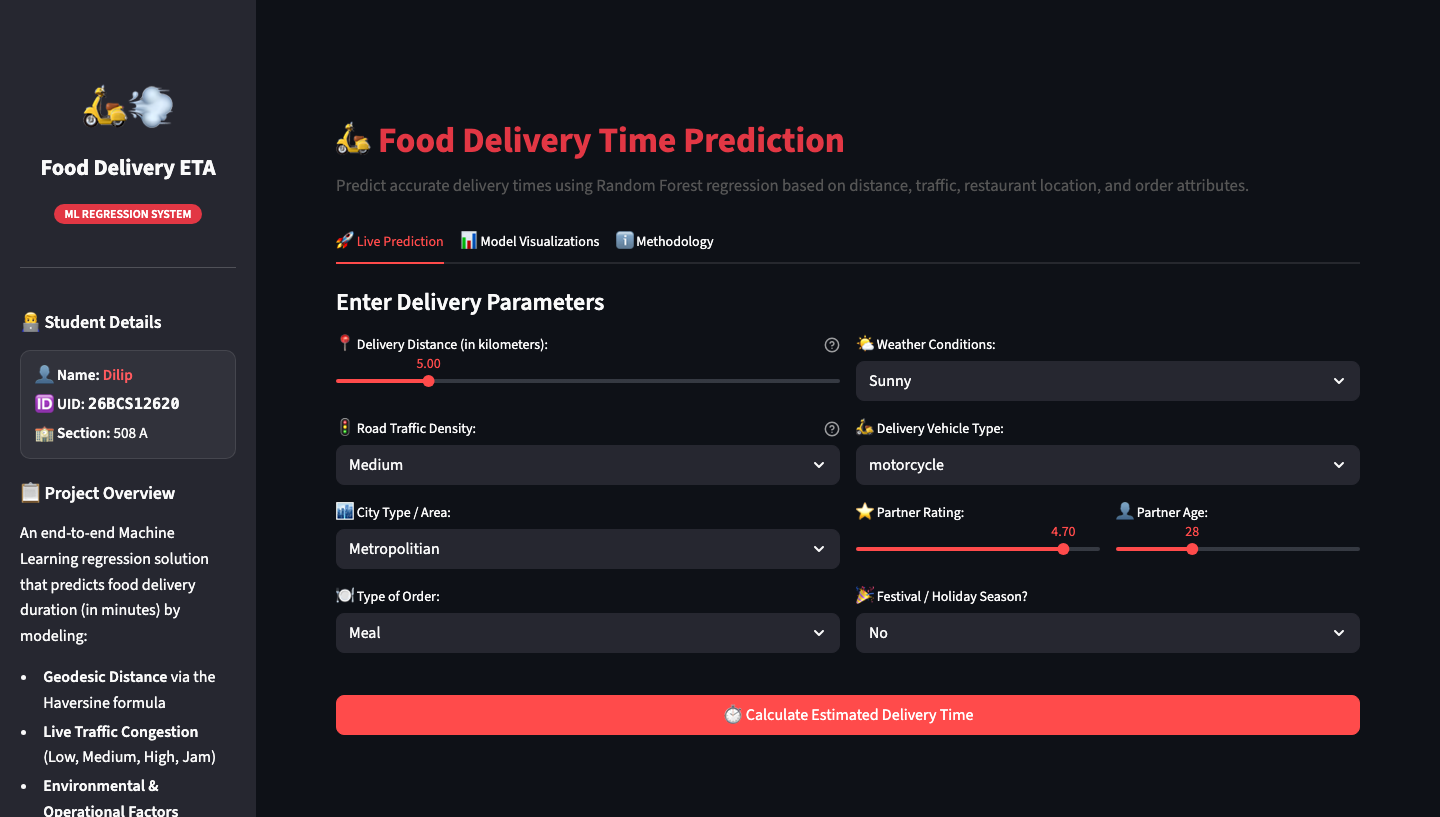 Food Delivery ETA
ML REGRESSION SYSTEM
Student Details
Name: Dilip
UID: 26BCS12620
Section: 508 A
Project Overview
An end-to-end Machine
Learning regression solution
that predicts food delivery
duration (in minutes) by
modeling:
Geodesic Distance via the
Haversine formula
Live Traffic Congestion
(Low, Medium, High, Jam)
Environmental &
Operational Factors
Food Delivery Time Prediction
Predict accurate delivery times using Random Forest regression based on distance, traffic, restaurant location, and order attributes.
Live Prediction Model Visualizations Methodology
Enter Delivery Parameters
Delivery Distance (in kilometers):
5.00
Weather Conditions:
Sunny
Road Traffic Density:
Medium
Delivery Vehicle Type:
motorcycle
City Type / Area:
Metropolitian
Partner Rating:
4.70
Partner Age:
28
Type of Order:
Meal
Festival / Holiday Season?
No
Calculate Estimated Delivery Time